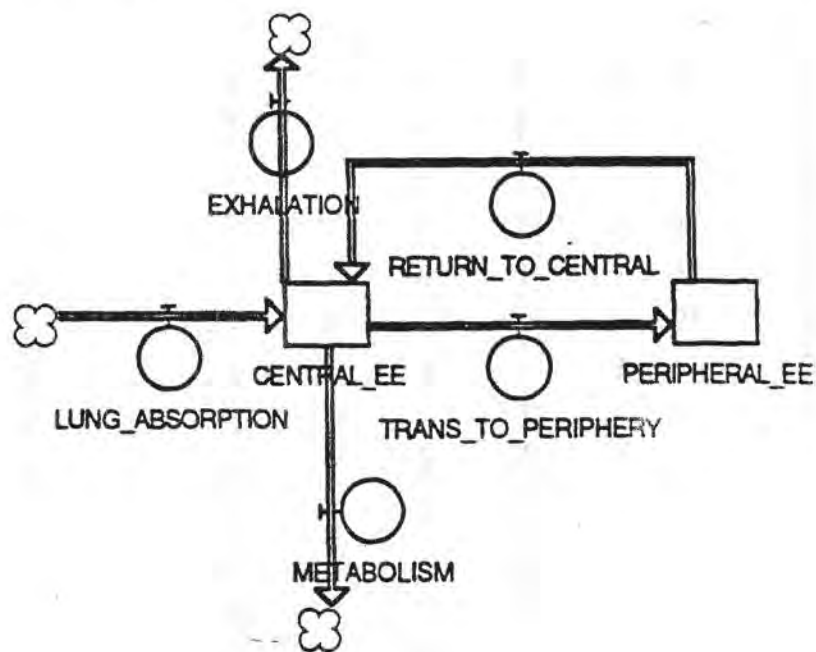 EXHALATION
RETURN_TO_CENTRAL
CENTRAL_EE
PERIPHERAL_EE
LUNG_ABSORPTION
TRANS_TO_PERIPHERY
METABOLISM